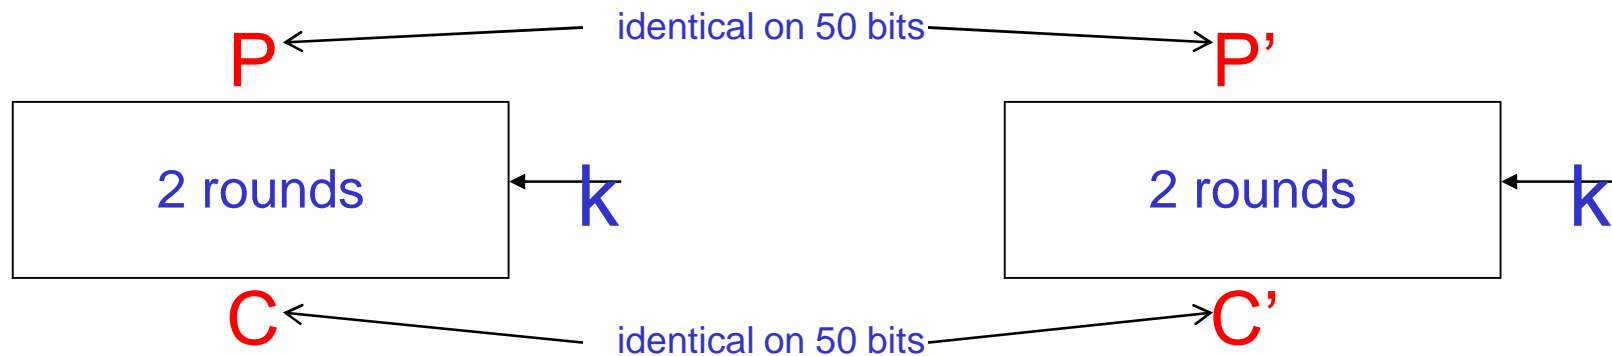 identical on 50 bits
P P’
2 rounds k 2 rounds k
C C’
identical on 50 bits